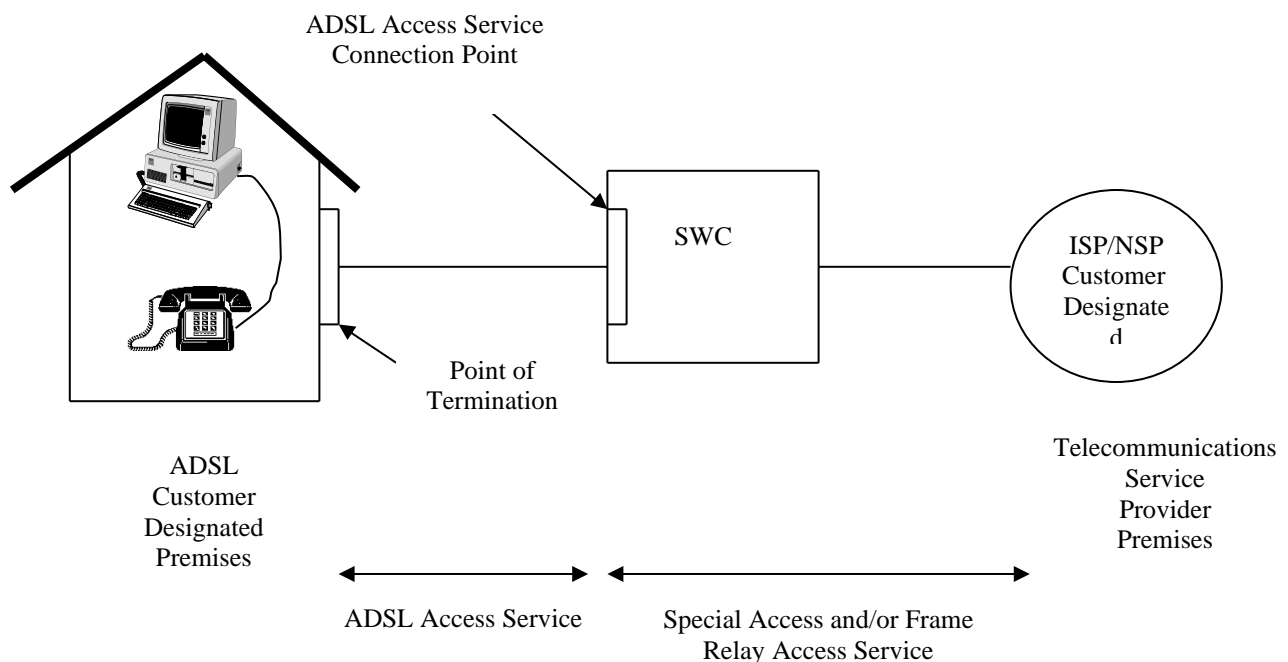 ADSL Access Service
Connection Point
SWC
ISP/NSP
Customer
Designate
d
Point of
Termination
ADSL
Customer
Designated
Premises
Telecommunications
Service
Provider
Premises
ADSL Access Service
Special Access and/or Frame
Relay Access Service